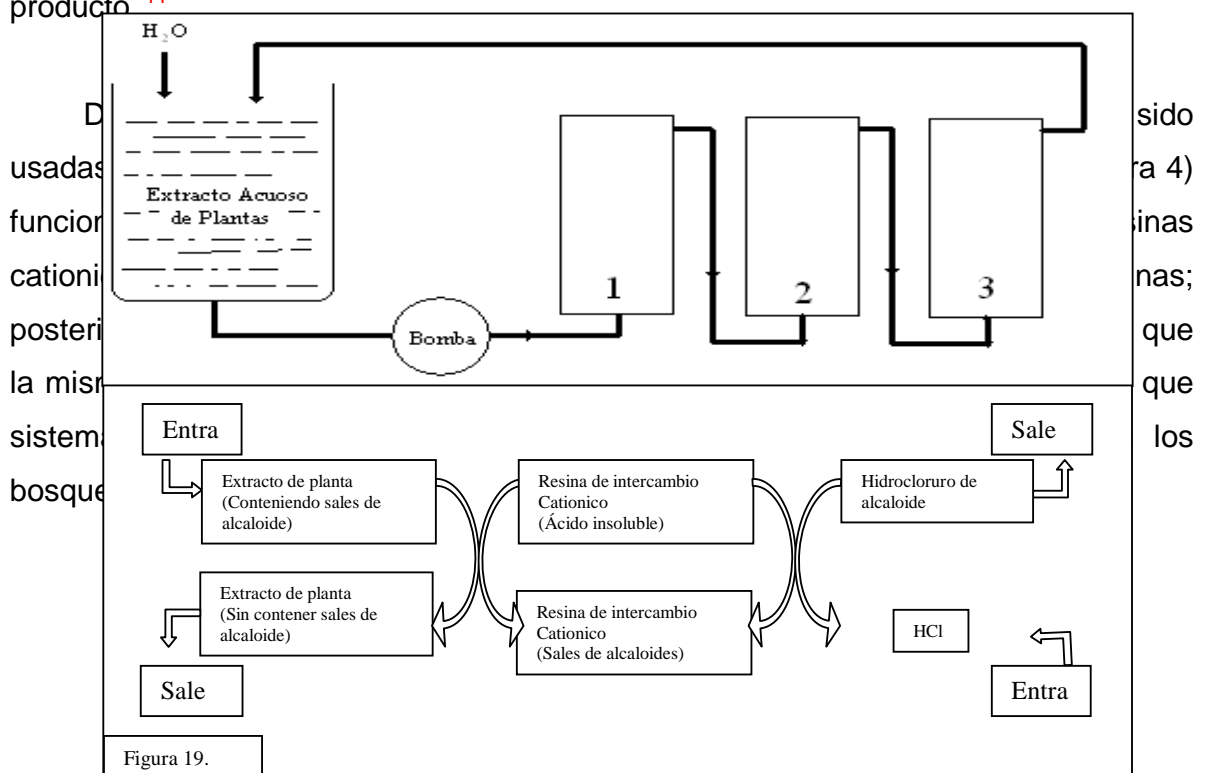 producto
H2O
sido
usadas
ra 4)
Extracto Acuoso
de Plantas
funcion
sinas
cationi
nas;
1
2
3
posteri
Bomba
que
la mism
que
Entra
Sale
sistema
los
Extracto de planta
(Conteniendo sales de
alcaloide)
Resina de intercambio
Cationico
(Ácido insoluble)
Hidrocloruro de
alcaloide
bosque
Extracto de planta
(Sin contener sales de
alcaloide)
Resina de intercambio
Cationico
(Sales de alcaloides)
HCl
Sale
Entra
Figura 19.